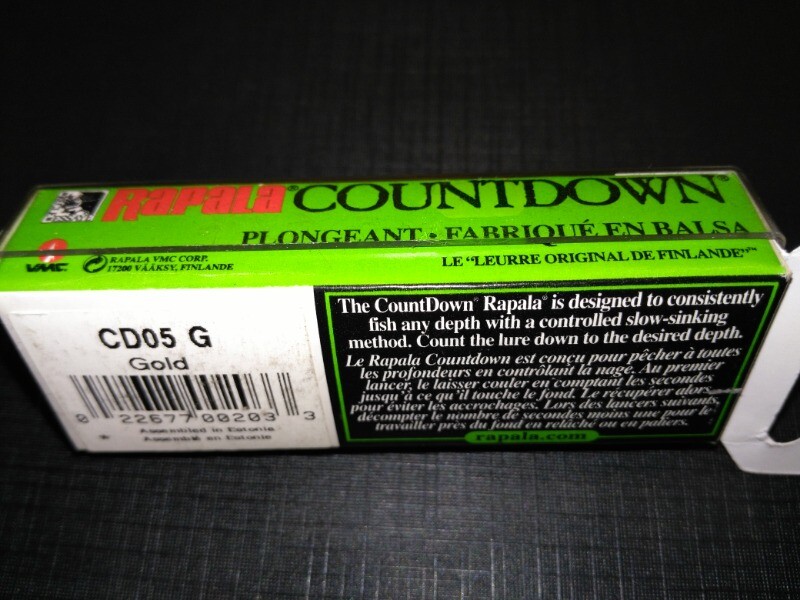 Rapala® COUNTDOWN®
PLONGEANT · FABRIQUÉ EN BALSA
LE "LEURRE ORIGINAL DE FINLANDE"™
VMC
RAPALA VMC CORP.
17200 VÄÄKSY, FINLANDE
CD05 G
Gold
0 22677 00203 3
* Assembled in Estonia
Assemblé en Estonie
The CountDown® Rapala® is designed to consistently
fish any depth with a controlled slow-sinking
method. Count the lure down to the desired depth.
Le Rapala Countdown est conçu pour pêcher à toutes
les profondeurs en contrôlant la nage. Au premier
lancer, le laisser couler en comptant les secondes
jusqu'à ce qu'il touche le fond. Le récupérer alors
pour éviter les accrochages. Lors des lancers suivants,
décompter le nombre de secondes moins une pour le
travailler près du fond en relâché ou en paliers.
rapala.com